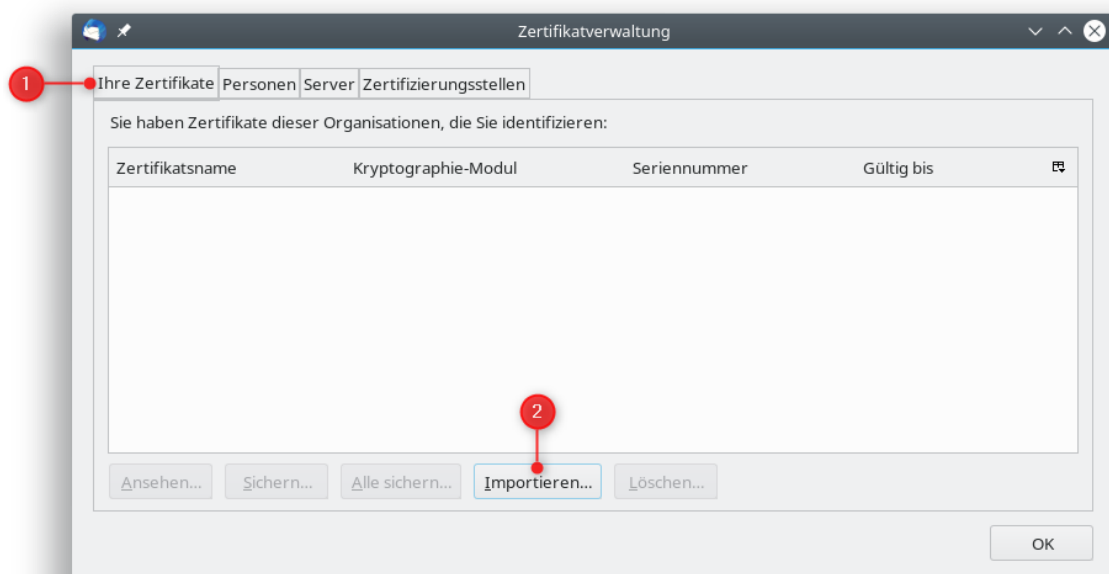 Zertifikatverwaltung
1
Ihre Zertifikate Personen Server Zertifizierungsstellen
Sie haben Zertifikate dieser Organisationen, die Sie identifizieren:
Zertifikatsname Kryptographie-Modul Seriennummer Gültig bis
2
Ansehen... Sichern... Alle sichern... Importieren... Löschen...
OK